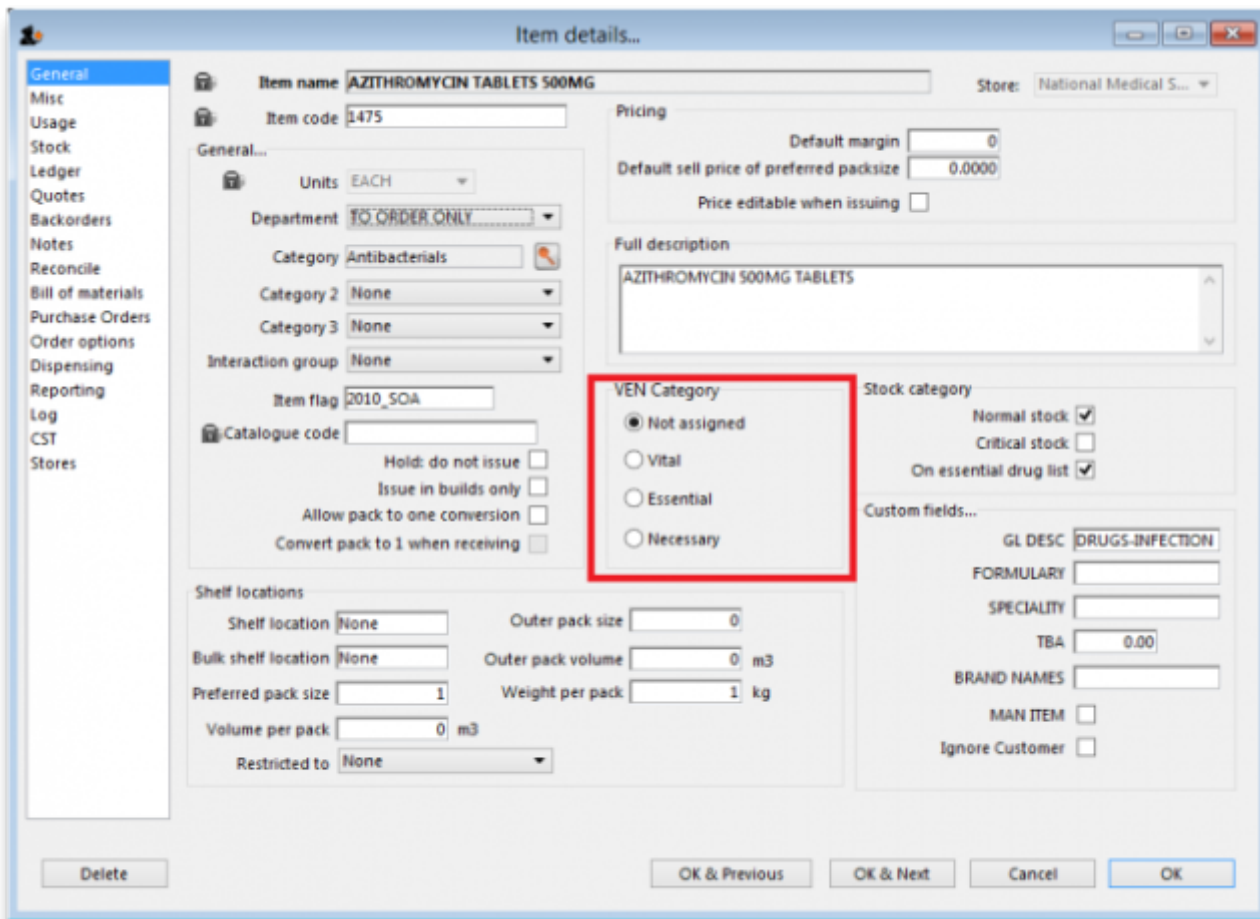 Item details...
General
Misc
Usage
Stock
Ledger
Quotes
Backorders
Notes
Reconcile
Bill of materials
Purchase Orders
Order options
Dispensing
Reporting
Log
CST
Stores
Item name AZITHROMYCIN TABLETS 500MG
Store: National Medical S...
Item code 1475
General...
Units EACH
Department TO ORDER ONLY
Category Antibacterials
Category 2 None
Category 3 None
Interaction group None
Item flag 2010_SOA
Catalogue code
Hold: do not issue
Issue in builds only
Allow pack to one conversion
Convert pack to 1 when receiving
Pricing
Default margin 0
Default sell price of preferred packsize 0.0000
Price editable when issuing
Full description
AZITHROMYCIN 500MG TABLETS
VEN Category
Not assigned
Vital
Essential
Necessary
Stock category
Normal stock
Critical stock
On essential drug list
Custom fields...
GL DESC DRUGS-INFECTION
FORMULARY
SPECIALITY
TBA 0.00
BRAND NAMES
MAN ITEM
Ignore Customer
Shelf locations
Shelf location None
Bulk shelf location None
Preferred pack size 1
Volume per pack 0 m3
Restricted to None
Outer pack size 0
Outer pack volume 0 m3
Weight per pack 1 kg
Delete
OK & Previous
OK & Next
Cancel
OK